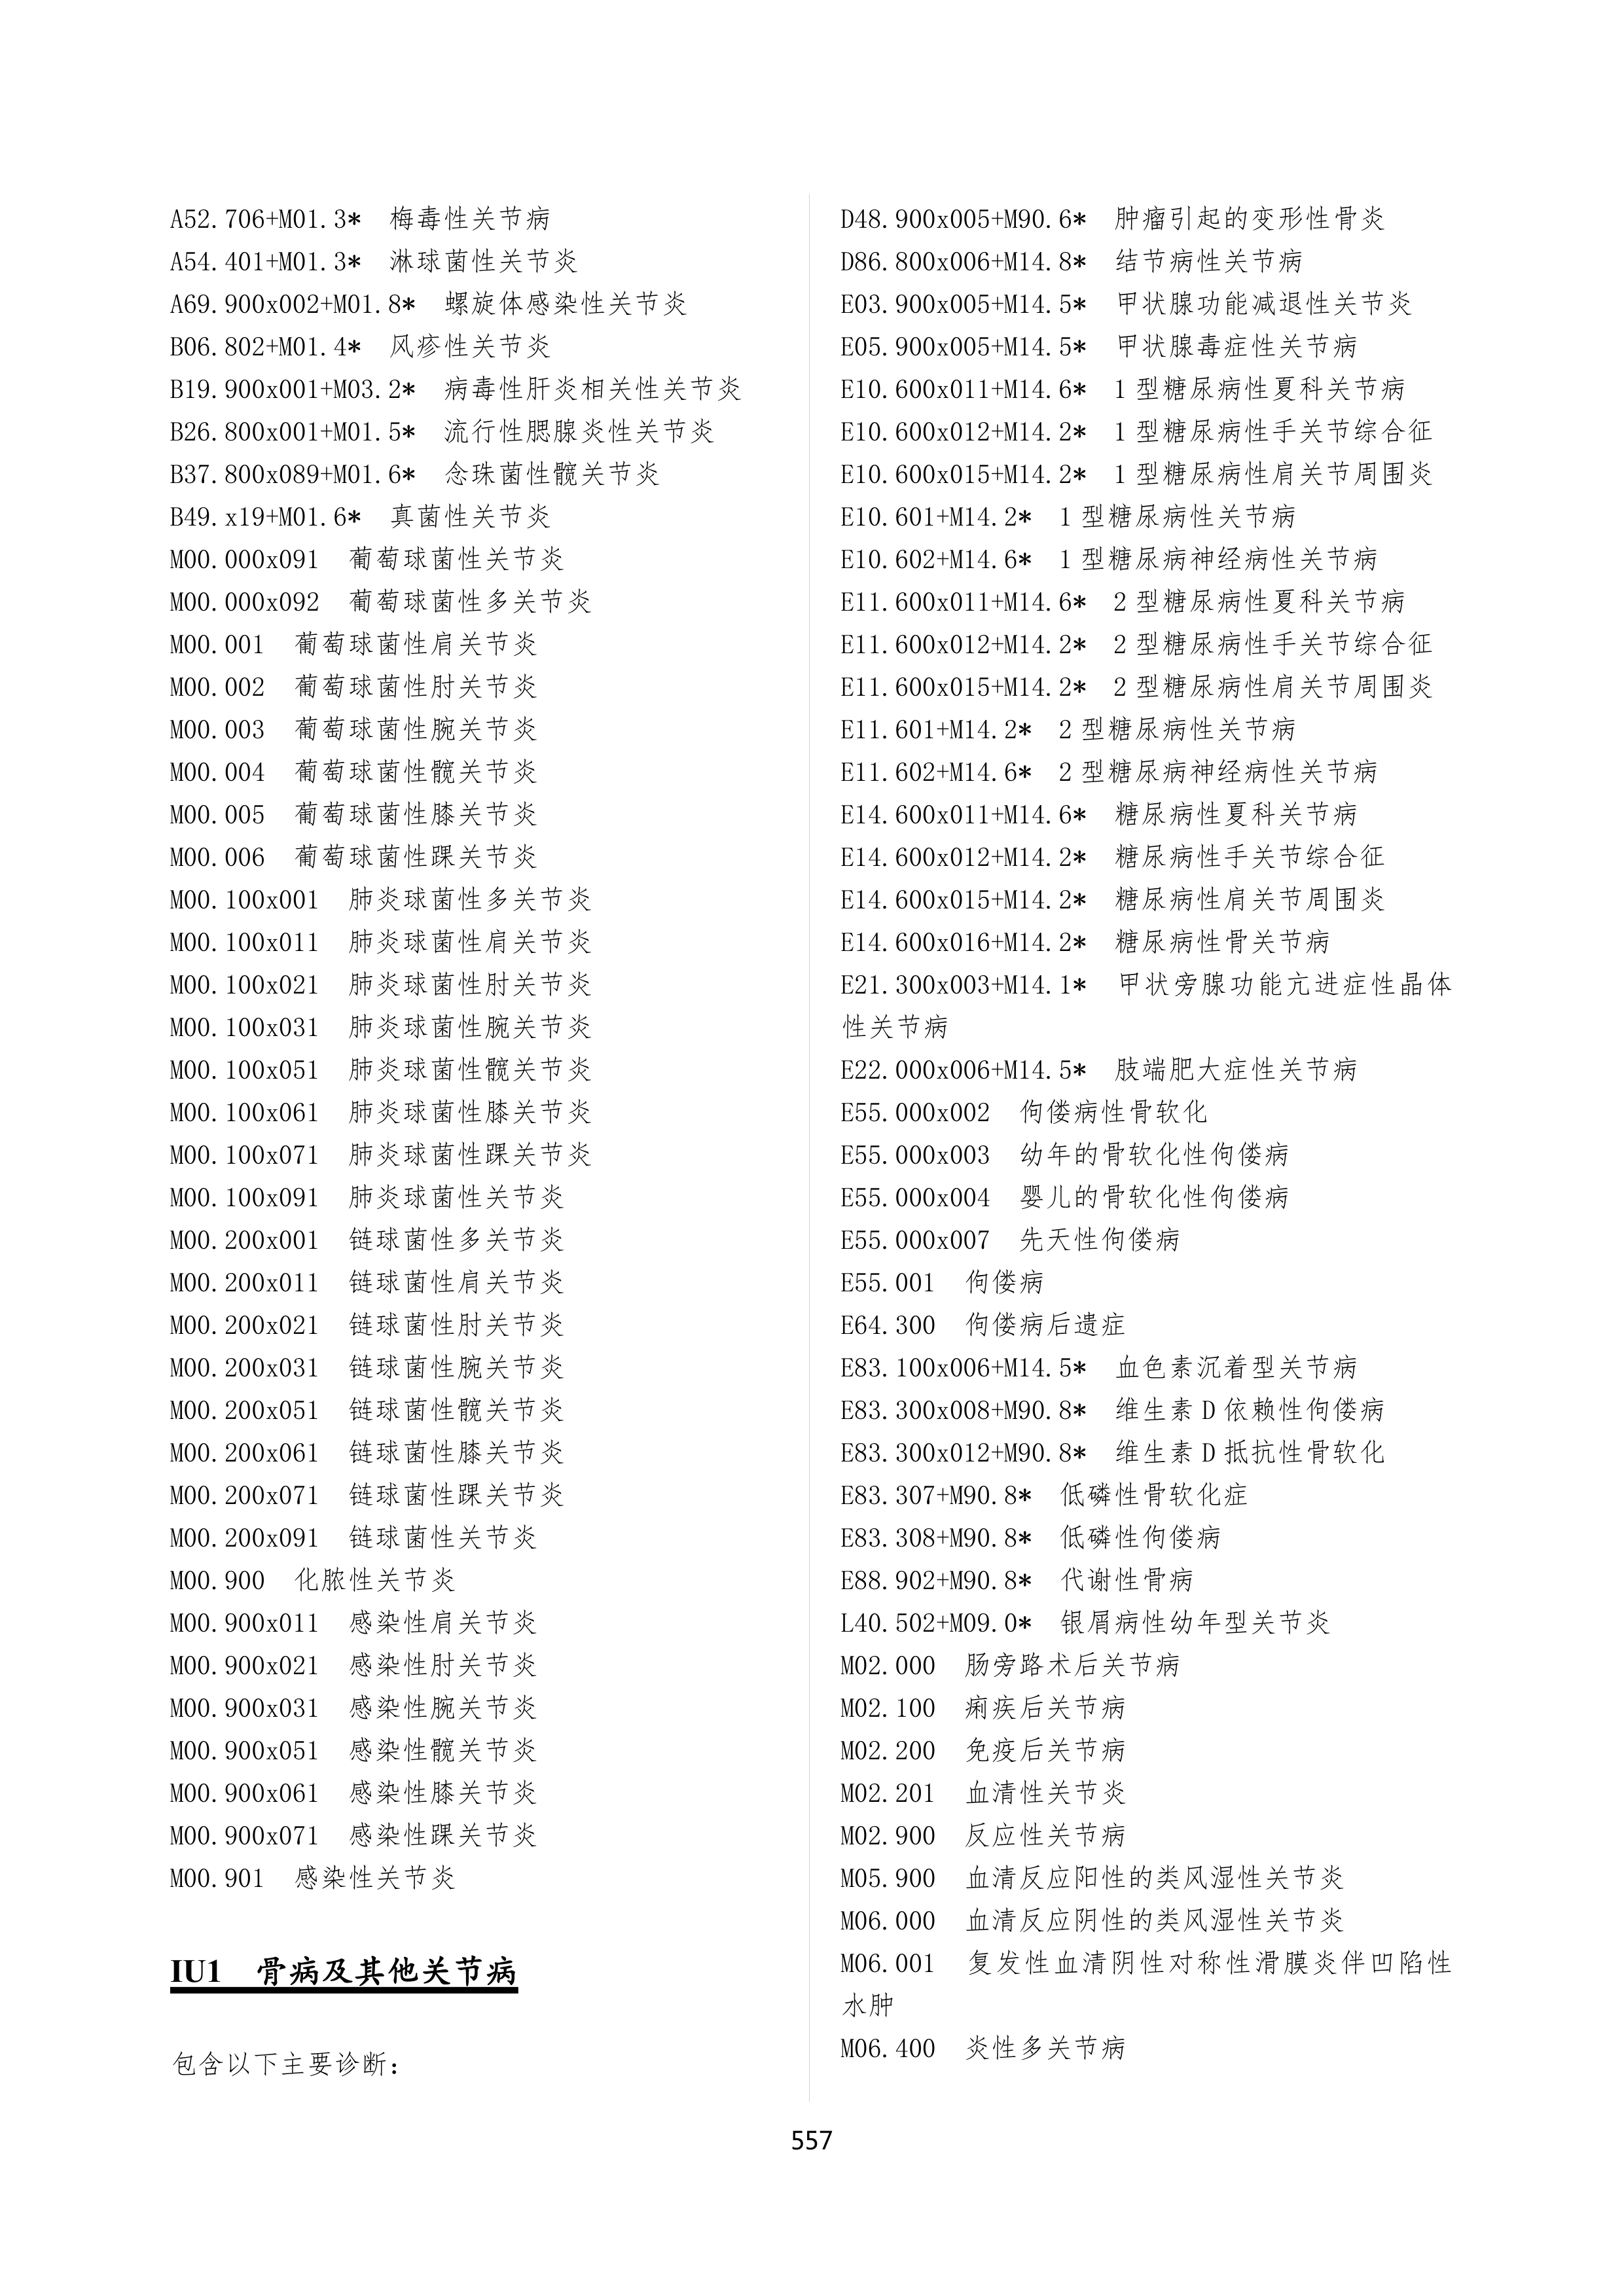 A52.706+M01.3* 梅毒性关节病
A54.401+M01.3* 淋球菌性关节炎
A69.900x002+M01.8* 螺旋体感染性关节炎
B06.802+M01.4* 风疹性关节炎
B19.900x001+M03.2* 病毒性肝炎相关性关节炎
B26.800x001+M01.5* 流行性腮腺炎性关节炎
B37.800x089+M01.6* 念珠菌性髋关节炎
B49.x19+M01.6* 真菌性关节炎
M00.000x091 葡萄球菌性关节炎
M00.000x092 葡萄球菌性多关节炎
M00.001 葡萄球菌性肩关节炎
M00.002 葡萄球菌性肘关节炎
M00.003 葡萄球菌性腕关节炎
M00.004 葡萄球菌性髋关节炎
M00.005 葡萄球菌性膝关节炎
M00.006 葡萄球菌性踝关节炎
M00.100x001 肺炎球菌性多关节炎
M00.100x011 肺炎球菌性肩关节炎
M00.100x021 肺炎球菌性肘关节炎
M00.100x031 肺炎球菌性腕关节炎
M00.100x051 肺炎球菌性髋关节炎
M00.100x061 肺炎球菌性膝关节炎
M00.100x071 肺炎球菌性踝关节炎
M00.100x091 肺炎球菌性关节炎
M00.200x001 链球菌性多关节炎
M00.200x011 链球菌性肩关节炎
M00.200x021 链球菌性肘关节炎
M00.200x031 链球菌性腕关节炎
M00.200x051 链球菌性髋关节炎
M00.200x061 链球菌性膝关节炎
M00.200x071 链球菌性踝关节炎
M00.200x091 链球菌性关节炎
M00.900 化脓性关节炎
M00.900x011 感染性肩关节炎
M00.900x021 感染性肘关节炎
M00.900x031 感染性腕关节炎
M00.900x051 感染性髋关节炎
M00.900x061 感染性膝关节炎
M00.900x071 感染性踝关节炎
M00.901 感染性关节炎
IU1 骨病及其他关节病
包含以下主要诊断：
D48.900x005+M90.6* 肿瘤引起的变形性骨炎
D86.800x006+M14.8* 结节病性关节病
E03.900x005+M14.5* 甲状腺功能减退性关节炎
E05.900x005+M14.5* 甲状腺毒症性关节病
E10.600x011+M14.6* 1 型糖尿病性夏科关节病
E10.600x012+M14.2* 1 型糖尿病性手关节综合征
E10.600x015+M14.2* 1 型糖尿病性肩关节周围炎
E10.601+M14.2* 1 型糖尿病性关节病
E10.602+M14.6* 1 型糖尿病神经病性关节病
E11.600x011+M14.6* 2 型糖尿病性夏科关节病
E11.600x012+M14.2* 2 型糖尿病性手关节综合征
E11.600x015+M14.2* 2 型糖尿病性肩关节周围炎
E11.601+M14.2* 2 型糖尿病性关节病
E11.602+M14.6* 2 型糖尿病神经病性关节病
E14.600x011+M14.6* 糖尿病性夏科关节病
E14.600x012+M14.2* 糖尿病性手关节综合征
E14.600x015+M14.2* 糖尿病性肩关节周围炎
E14.600x016+M14.2* 糖尿病性骨关节病
E21.300x003+M14.1* 甲状旁腺功能亢进症性晶体
性关节病
E22.000x006+M14.5* 肢端肥大症性关节病
E55.000x002 佝偻病性骨软化
E55.000x003 幼年的骨软化性佝偻病
E55.000x004 婴儿的骨软化性佝偻病
E55.000x007 先天性佝偻病
E55.001 佝偻病
E64.300 佝偻病后遗症
E83.100x006+M14.5* 血色素沉着型关节病
E83.300x008+M90.8* 维生素 D 依赖性佝偻病
E83.300x012+M90.8* 维生素 D 抵抗性骨软化
E83.307+M90.8* 低磷性骨软化症
E83.308+M90.8* 低磷性佝偻病
E88.902+M90.8* 代谢性骨病
L40.502+M09.0* 银屑病性幼年型关节炎
M02.000 肠旁路术后关节病
M02.100 痢疾后关节病
M02.200 免疫后关节病
M02.201 血清性关节炎
M02.900 反应性关节病
M05.900 血清反应阳性的类风湿性关节炎
M06.000 血清反应阴性的类风湿性关节炎
M06.001 复发性血清阴性对称性滑膜炎伴凹陷性
水肿
M06.400 炎性多关节病
557